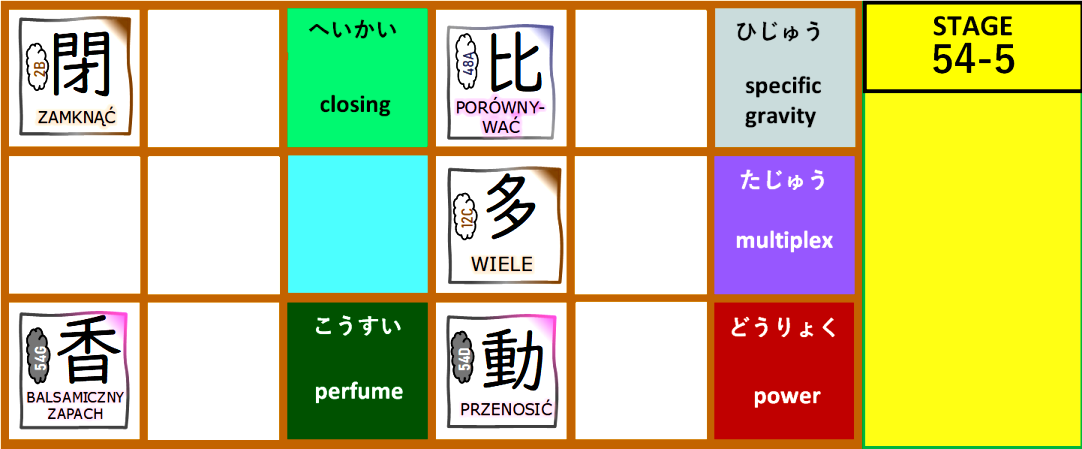 閉
2B
ZAMKNĄĆ
へいかい
closing
比
48A
PORÓWNY-
WAĆ
ひじゅう
specific
gravity
STAGE
54-5
多
12C
WIELE
たじゅう
multiplex
香
54G
BALSAMICZNY
ZAPACH
こうすい
perfume
動
54D
PRZENOSIĆ
どうりょく
power